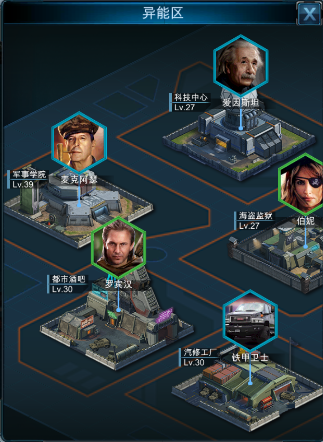 异能区
科技中心
Lv.27
爱因斯坦
军事学院
Lv.39
麦克阿瑟
海盗监狱
Lv.27
伯妮
都市酒吧
Lv.30
罗宾汉
汽修工厂
Lv.30
铁甲卫士